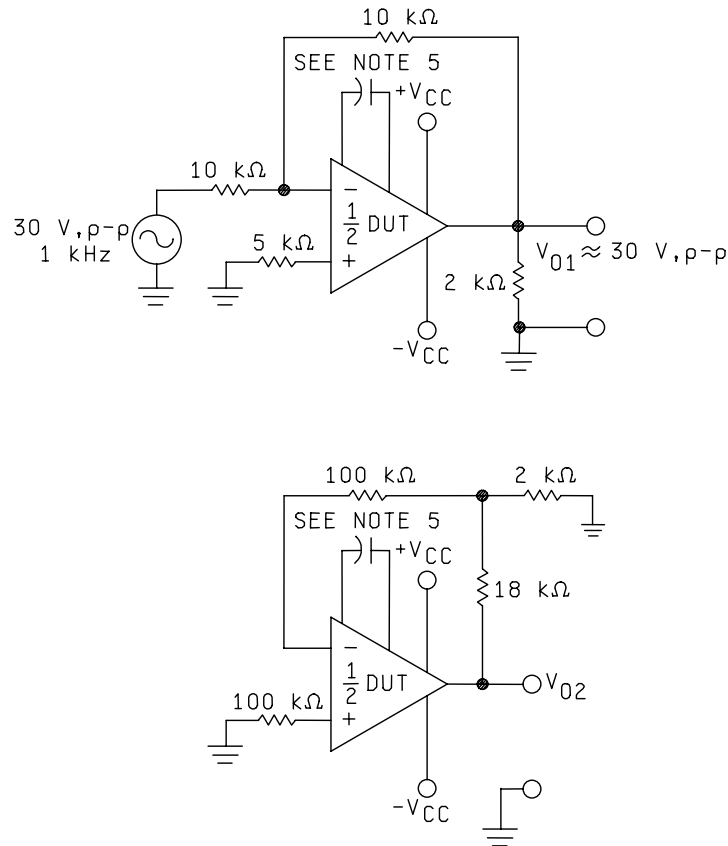 10 kΩ
SEE NOTE 5
+VCC
10 kΩ
30 V,p-p
1 kHz
−
1/2 DUT
5 kΩ
+
VO1 ≈ 30 V,p-p
2 kΩ
−VCC
100 kΩ
2 kΩ
SEE NOTE 5
+VCC
18 kΩ
−
1/2 DUT
VO2
100 kΩ
+
−VCC